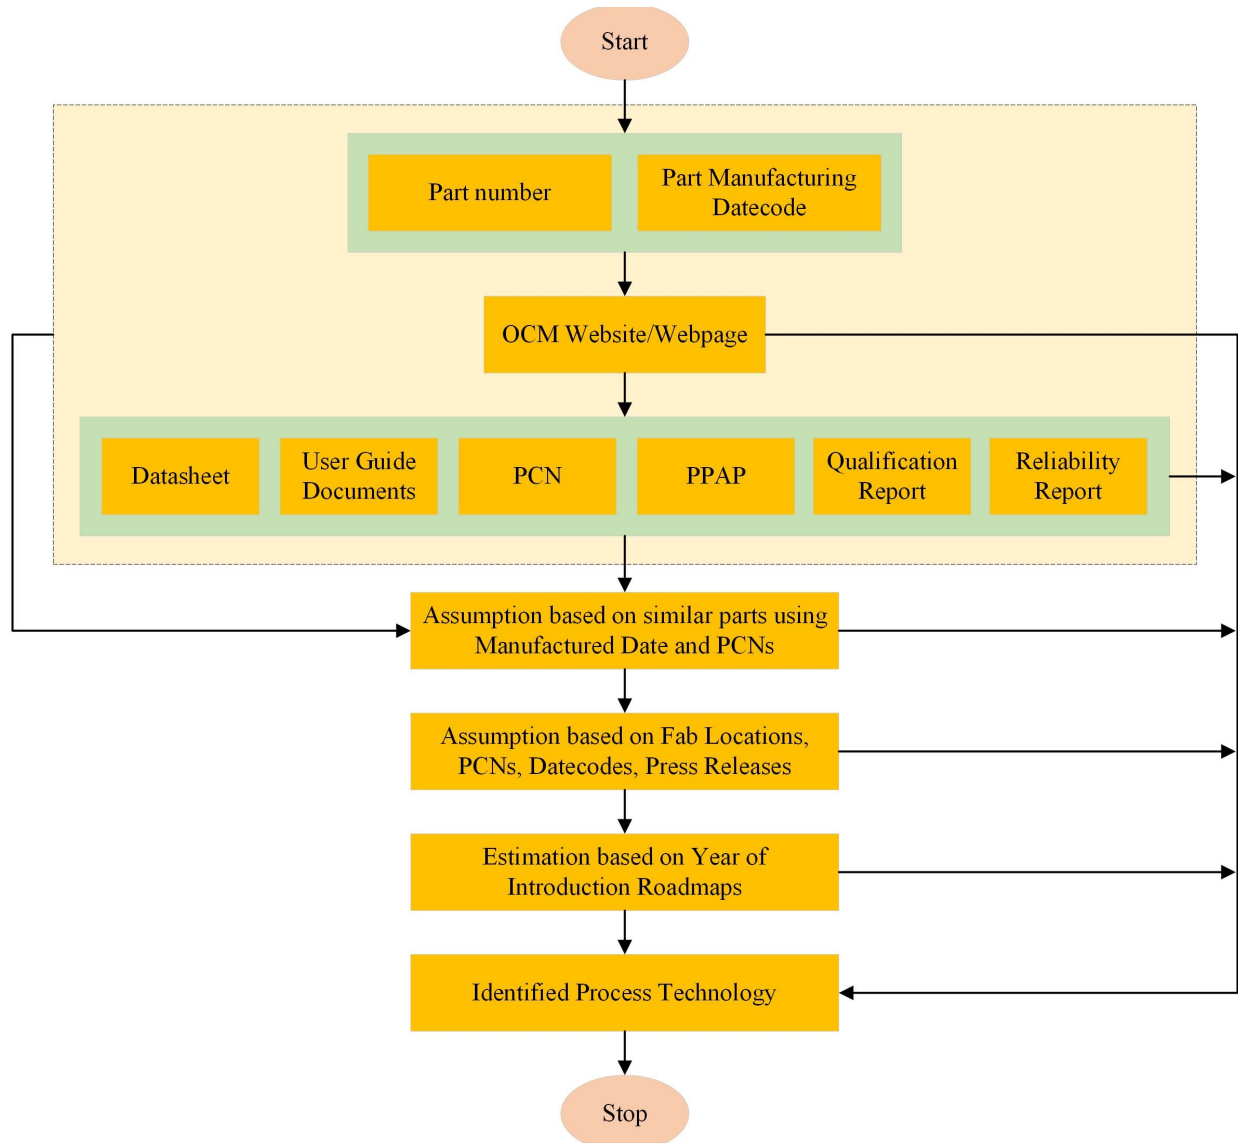 Start
Part number
Part Manufacturing
Datecode
OCM Website/Webpage
Datasheet
User Guide
Documents
PCN
PPAP
Qualification
Report
Reliability
Report
Assumption based on similar parts using
Manufactured Date and PCNs
Assumption based on Fab Locations,
PCNs, Datecodes, Press Releases
Estimation based on Year of
Introduction Roadmaps
Identified Process Technology
Stop